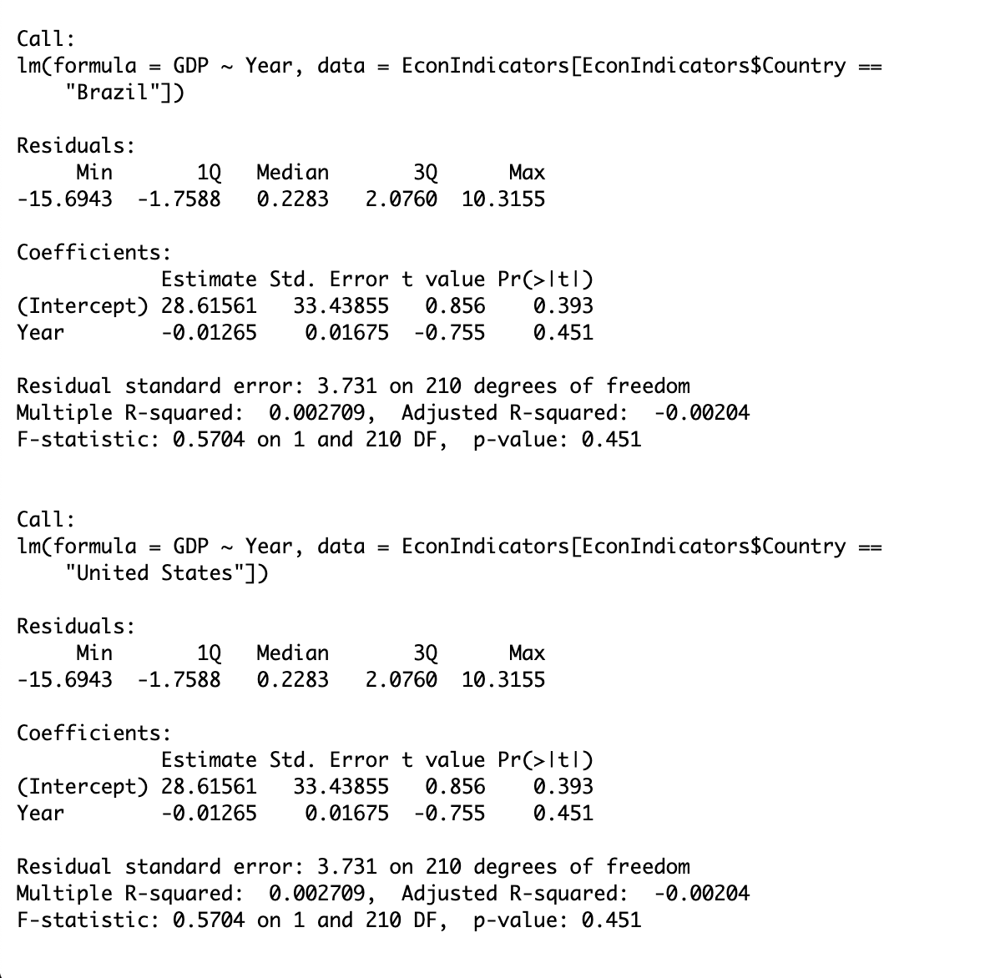 Call:
lm(formula = GDP ~ Year, data = EconIndicators[EconIndicators$Country ==
    "Brazil"])

Residuals:
     Min       1Q   Median       3Q      Max
-15.6943  -1.7588   0.2283   2.0760  10.3155

Coefficients:
            Estimate Std. Error t value Pr(>|t|)
(Intercept) 28.61561   33.43855   0.856    0.393
Year        -0.01265    0.01675  -0.755    0.451

Residual standard error: 3.731 on 210 degrees of freedom
Multiple R-squared:  0.002709,  Adjusted R-squared:  -0.00204
F-statistic: 0.5704 on 1 and 210 DF,  p-value: 0.451


Call:
lm(formula = GDP ~ Year, data = EconIndicators[EconIndicators$Country ==
    "United States"])

Residuals:
     Min       1Q   Median       3Q      Max
-15.6943  -1.7588   0.2283   2.0760  10.3155

Coefficients:
            Estimate Std. Error t value Pr(>|t|)
(Intercept) 28.61561   33.43855   0.856    0.393
Year        -0.01265    0.01675  -0.755    0.451

Residual standard error: 3.731 on 210 degrees of freedom
Multiple R-squared:  0.002709,  Adjusted R-squared:  -0.00204
F-statistic: 0.5704 on 1 and 210 DF,  p-value: 0.451